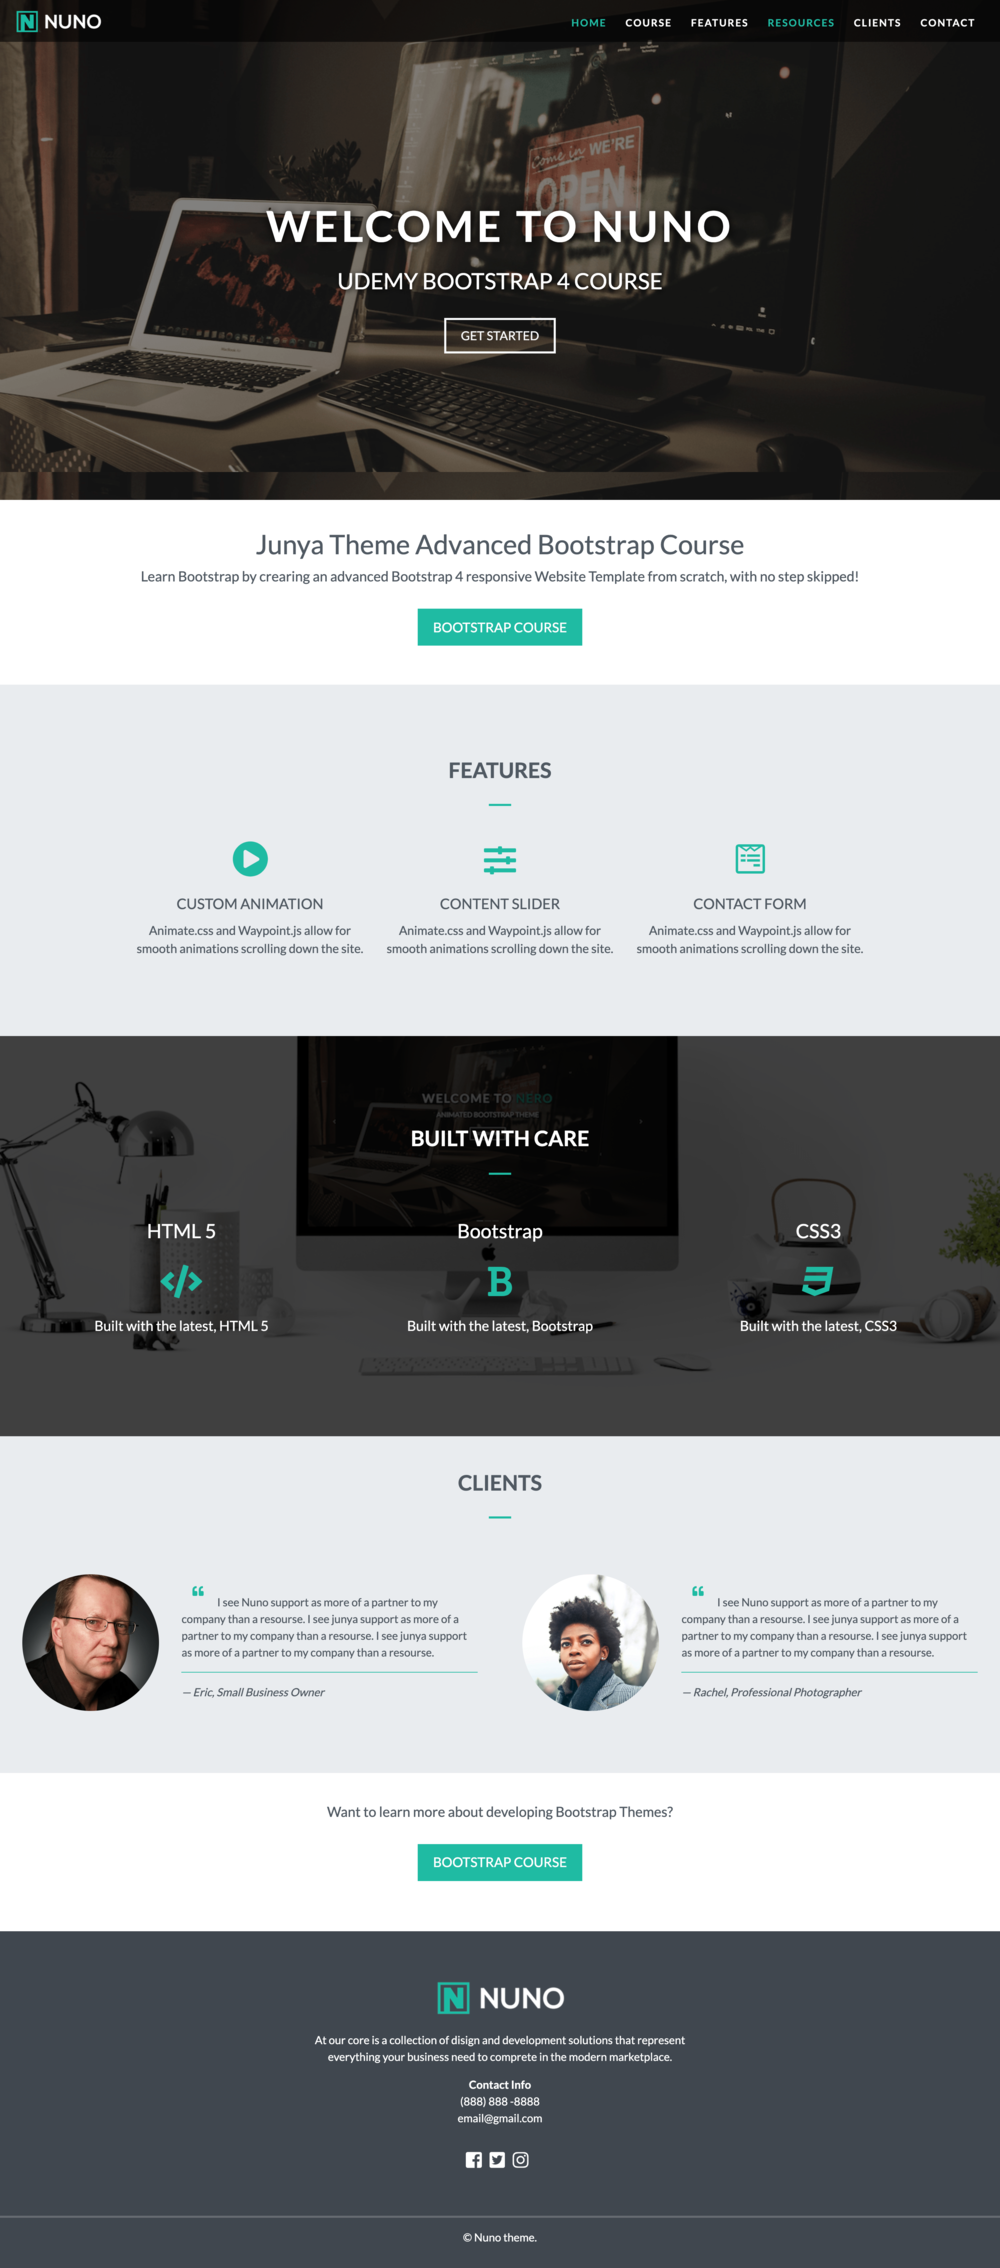 NUNO
HOME COURSE FEATURES RESOURCES CLIENTS CONTACT
come in WE'RE
OPEN
WELCOME TO NUNO
UDEMY BOOTSTRAP 4 COURSE
GET STARTED
Junya Theme Advanced Bootstrap Course
Learn Bootstrap by crearing an advanced Bootstrap 4 responsive Website Template from scratch, with no step skipped!
BOOTSTRAP COURSE
FEATURES
CUSTOM ANIMATION
Animate.css and Waypoint.js allow for
smooth animations scrolling down the site.
CONTENT SLIDER
Animate.css and Waypoint.js allow for
smooth animations scrolling down the site.
CONTACT FORM
Animate.css and Waypoint.js allow for
smooth animations scrolling down the site.
WELCOME TO NERO
ANIMATED BOOTSTRAP THEME
BUILT WITH CARE
HTML 5
Built with the latest, HTML 5
Bootstrap
B
Built with the latest, Bootstrap
CSS3
Built with the latest, CSS3
CLIENTS
“ I see Nuno support as more of a partner to my
company than a resourse. I see junya support as more of a
partner to my company than a resourse. I see junya support
as more of a partner to my company than a resourse.
— Eric, Small Business Owner
“ I see Nuno support as more of a partner to my
company than a resourse. I see junya support as more of a
partner to my company than a resourse. I see junya support
as more of a partner to my company than a resourse.
— Rachel, Professional Photographer
Want to learn more about developing Bootstrap Themes?
BOOTSTRAP COURSE
NUNO
At our core is a collection of disign and development solutions that represent
everything your business need to comprete in the modern marketplace.
Contact Info
(888) 888 -8888
email@gmail.com
© Nuno theme.